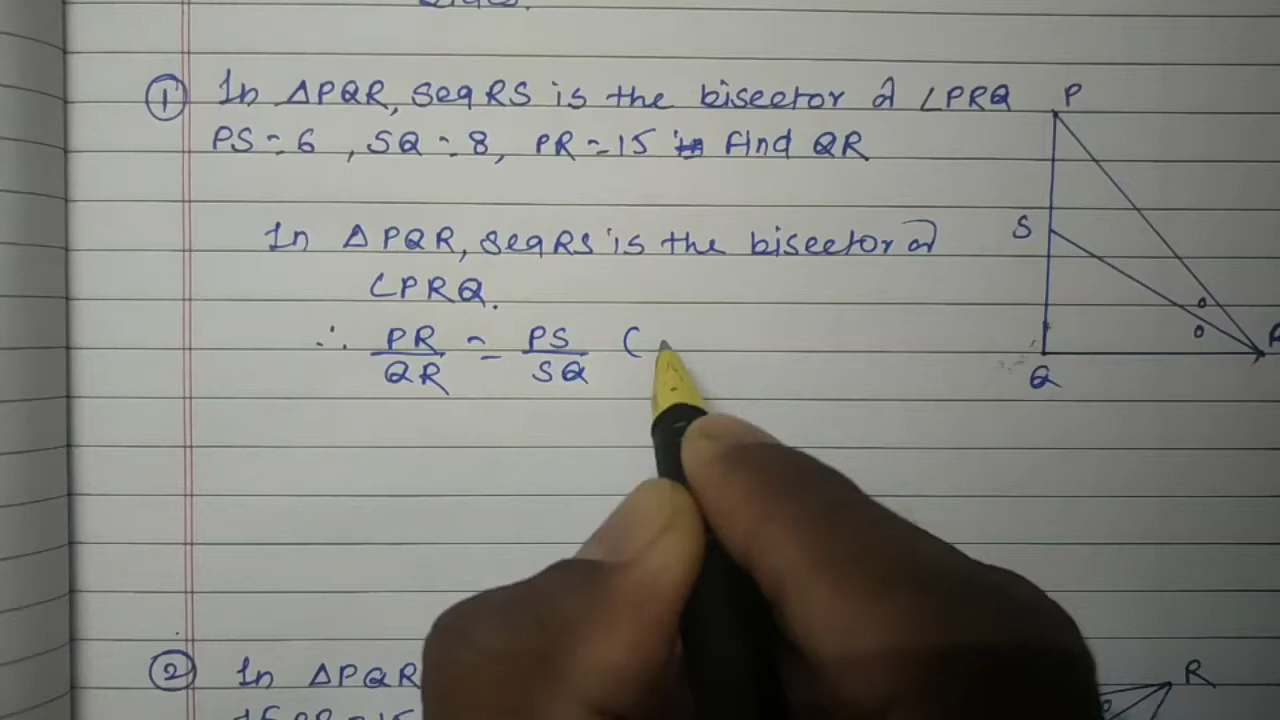 ① In ΔPQR, seg RS is the bisector of ∠PRQ
PS = 6, SQ = 8, PR = 15 Find QR
P
S
Q
In ΔPQR, seg RS is the bisector of
∠PRQ.
∴ PR/QR = PS/SQ (
② In ΔPQR
R